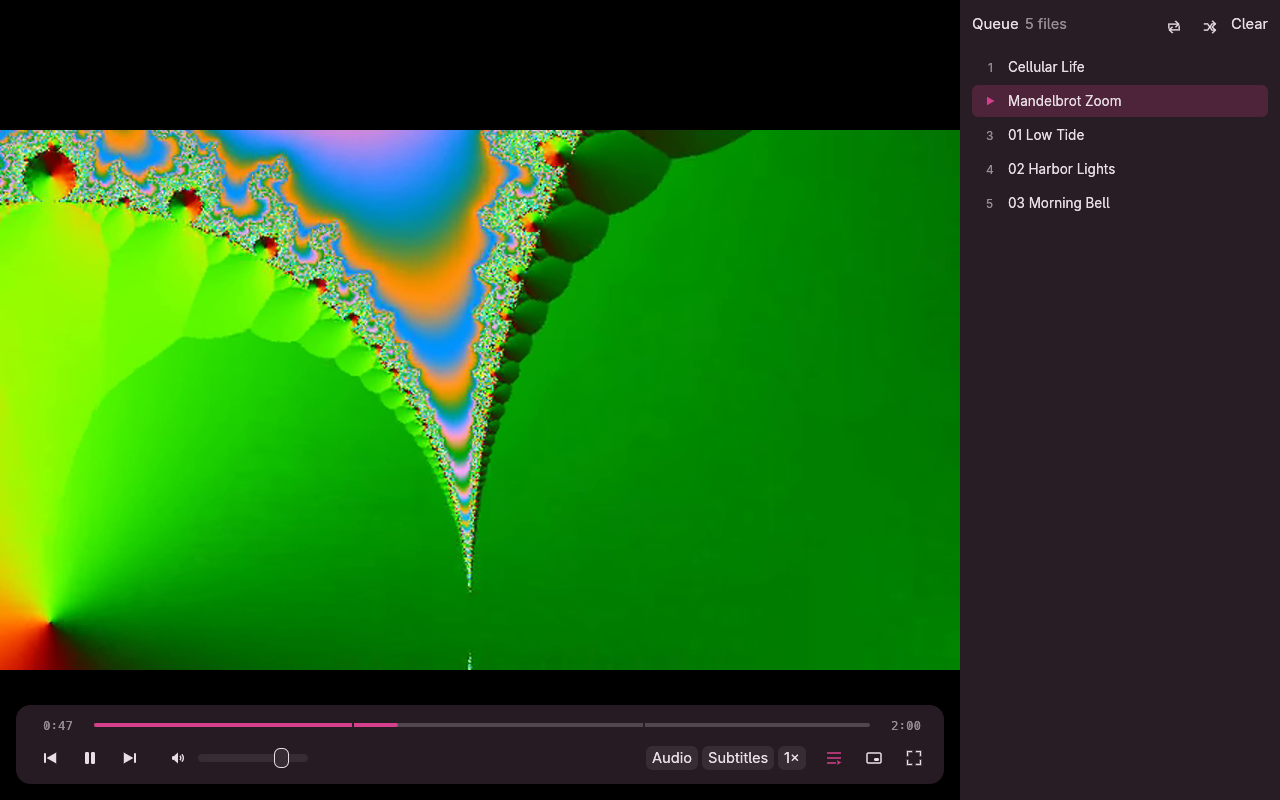 Queue 5 files Clear
1 Cellular Life
Mandelbrot Zoom
3 01 Low Tide
4 02 Harbor Lights
5 03 Morning Bell
0:47 2:00
Audio Subtitles 1×